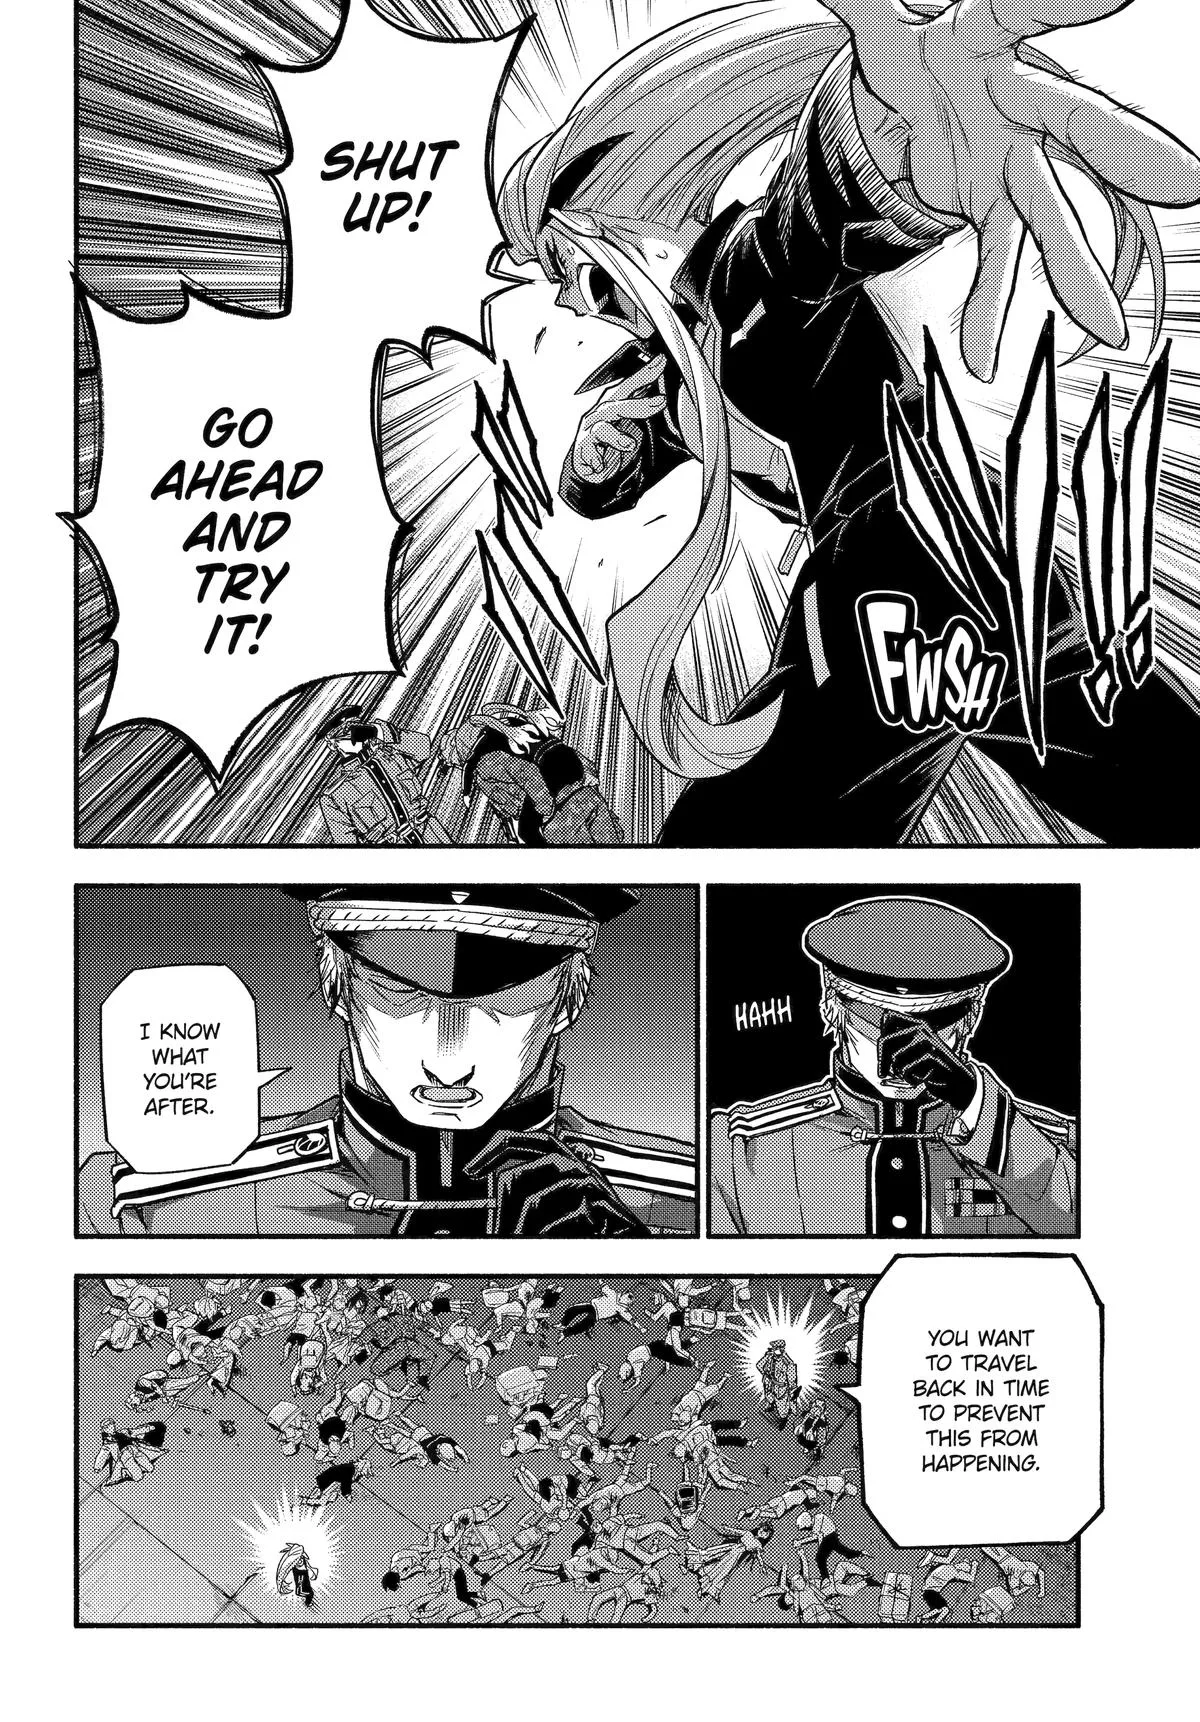 SHUT
UP!
GO
AHEAD
AND
TRY
IT!
FWSH
HAHH
I KNOW
WHAT
YOU'RE
AFTER.
YOU WANT
TO TRAVEL
BACK IN TIME
TO PREVENT
THIS FROM
HAPPENING.